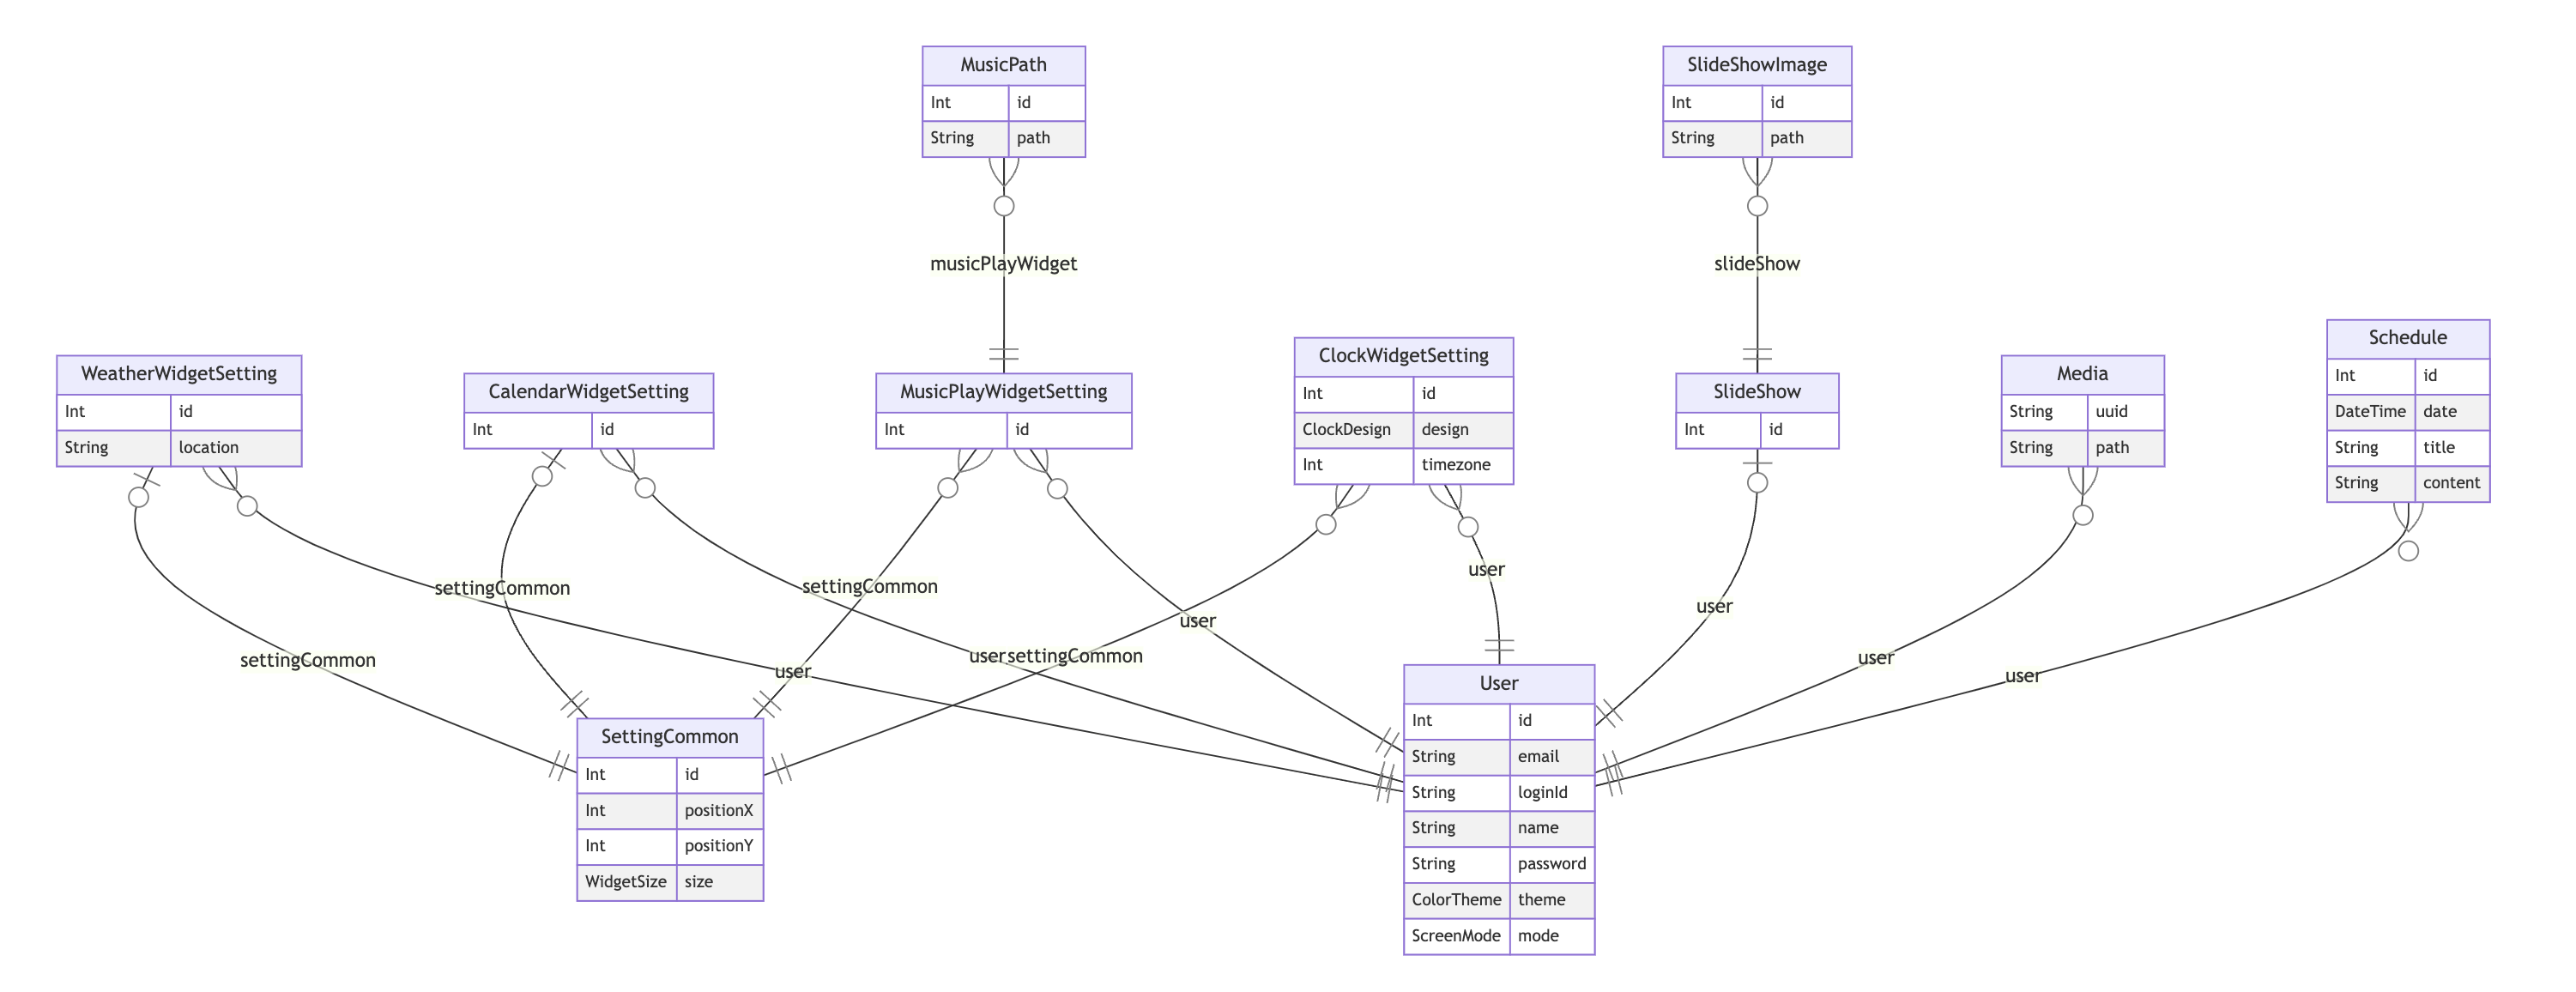 MusicPath
Int id
String path
SlideShowImage
Int id
String path
musicPlayWidget
slideShow
WeatherWidgetSetting
Int id
String location
CalendarWidgetSetting
Int id
MusicPlayWidgetSetting
Int id
ClockWidgetSetting
Int id
ClockDesign design
Int timezone
SlideShow
Int id
Media
String uuid
String path
Schedule
Int id
DateTime date
String title
String content
settingCommon
settingCommon
user
user
user
settingCommon
user
user
settingCommon
user
user
SettingCommon
Int id
Int positionX
Int positionY
WidgetSize size
User
Int id
String email
String loginId
String name
String password
ColorTheme theme
ScreenMode mode